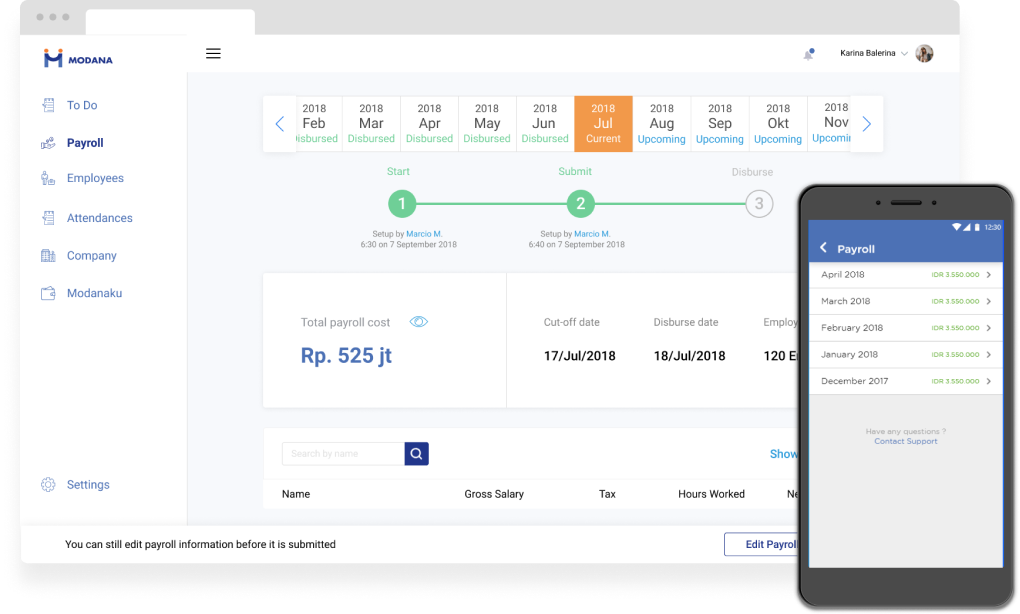 MODANA
Karina Balerina
To Do
Payroll
Employees
Attendances
Company
Modanaku
Settings
2018 2018 2018 2018 2018 2018 2018 2018 2018 2018
Feb Mar Apr May Jun Jul Aug Sep Okt Nov
isbursed Disbursed Disbursed Disbursed Disbursed Current Upcoming Upcoming Upcoming Upcomi
Start Submit Disburse
1 2 3
Setup by Marcio M. Setup by Marcio M.
6:30 on 7 September 2018 6:40 on 7 September 2018
Total payroll cost Cut-off date Disburse date Employ
Rp. 525 jt 17/Jul/2018 18/Jul/2018 120 E
Search by name Show
Name Gross Salary Tax Hours Worked Ne
You can still edit payroll information before it is submitted Edit Payroll
12:30
Payroll
April 2018 IDR 3.550.000
March 2018 IDR 3.550.000
February 2018 IDR 3.550.000
January 2018 IDR 3.550.000
December 2017 IDR 3.550.000
Have any questions ?
Contact Support